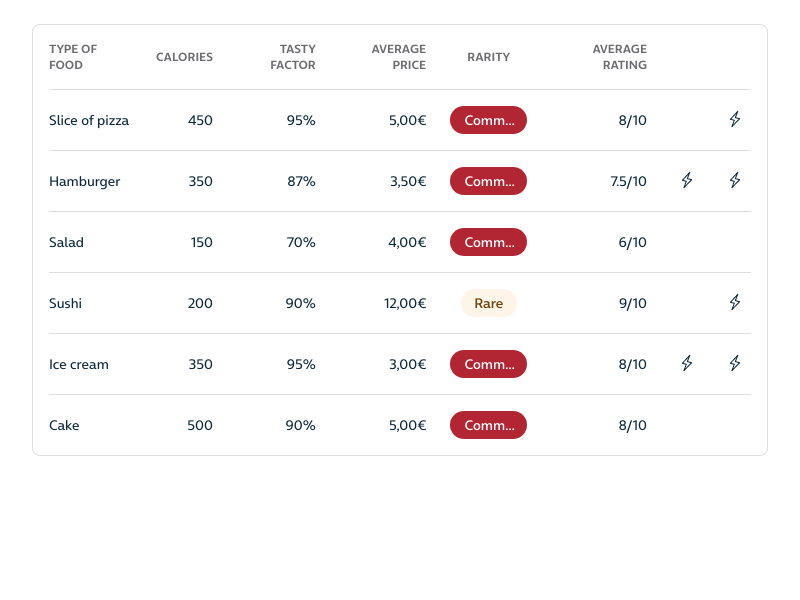 TYPE OF FOOD CALORIES TASTY FACTOR AVERAGE PRICE RARITY AVERAGE RATING
Slice of pizza 450 95% 5,00€ Comm... 8/10
Hamburger 350 87% 3,50€ Comm... 7.5/10
Salad 150 70% 4,00€ Comm... 6/10
Sushi 200 90% 12,00€ Rare 9/10
Ice cream 350 95% 3,00€ Comm... 8/10
Cake 500 90% 5,00€ Comm... 8/10